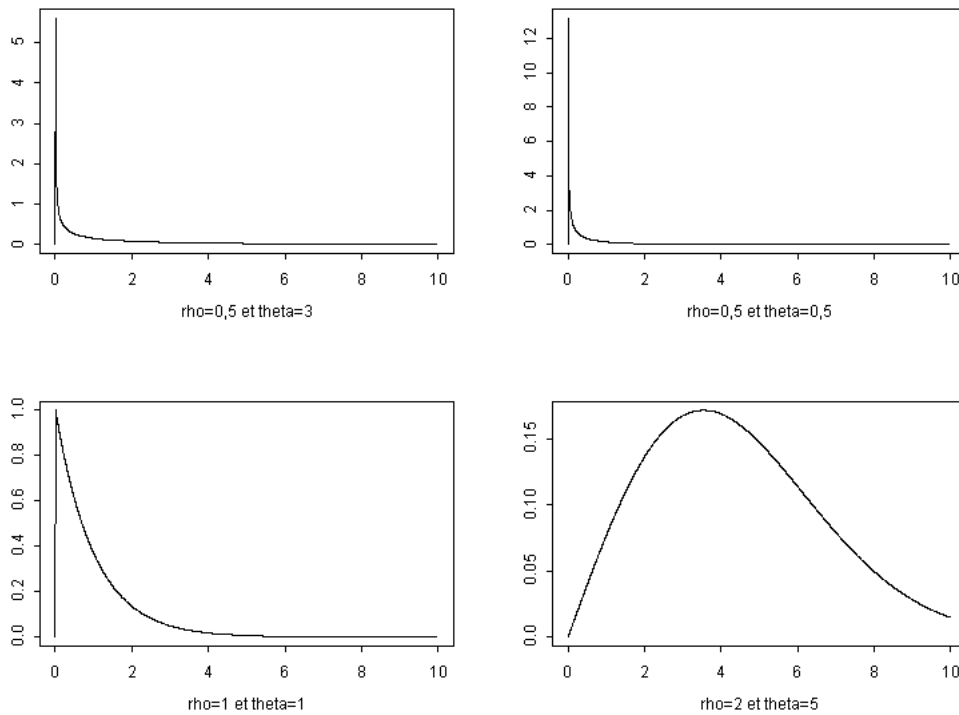 5
4
3
2
1
0
0 2 4 6 8 10
rho=0,5 et theta=3
12
10
8
6
4
2
0
0 2 4 6 8 10
rho=0,5 et theta=0,5
1.0
0.8
0.6
0.4
0.2
0.0
0 2 4 6 8 10
rho=1 et theta=1
0.15
0.10
0.05
0.0
0 2 4 6 8 10
rho=2 et theta=5